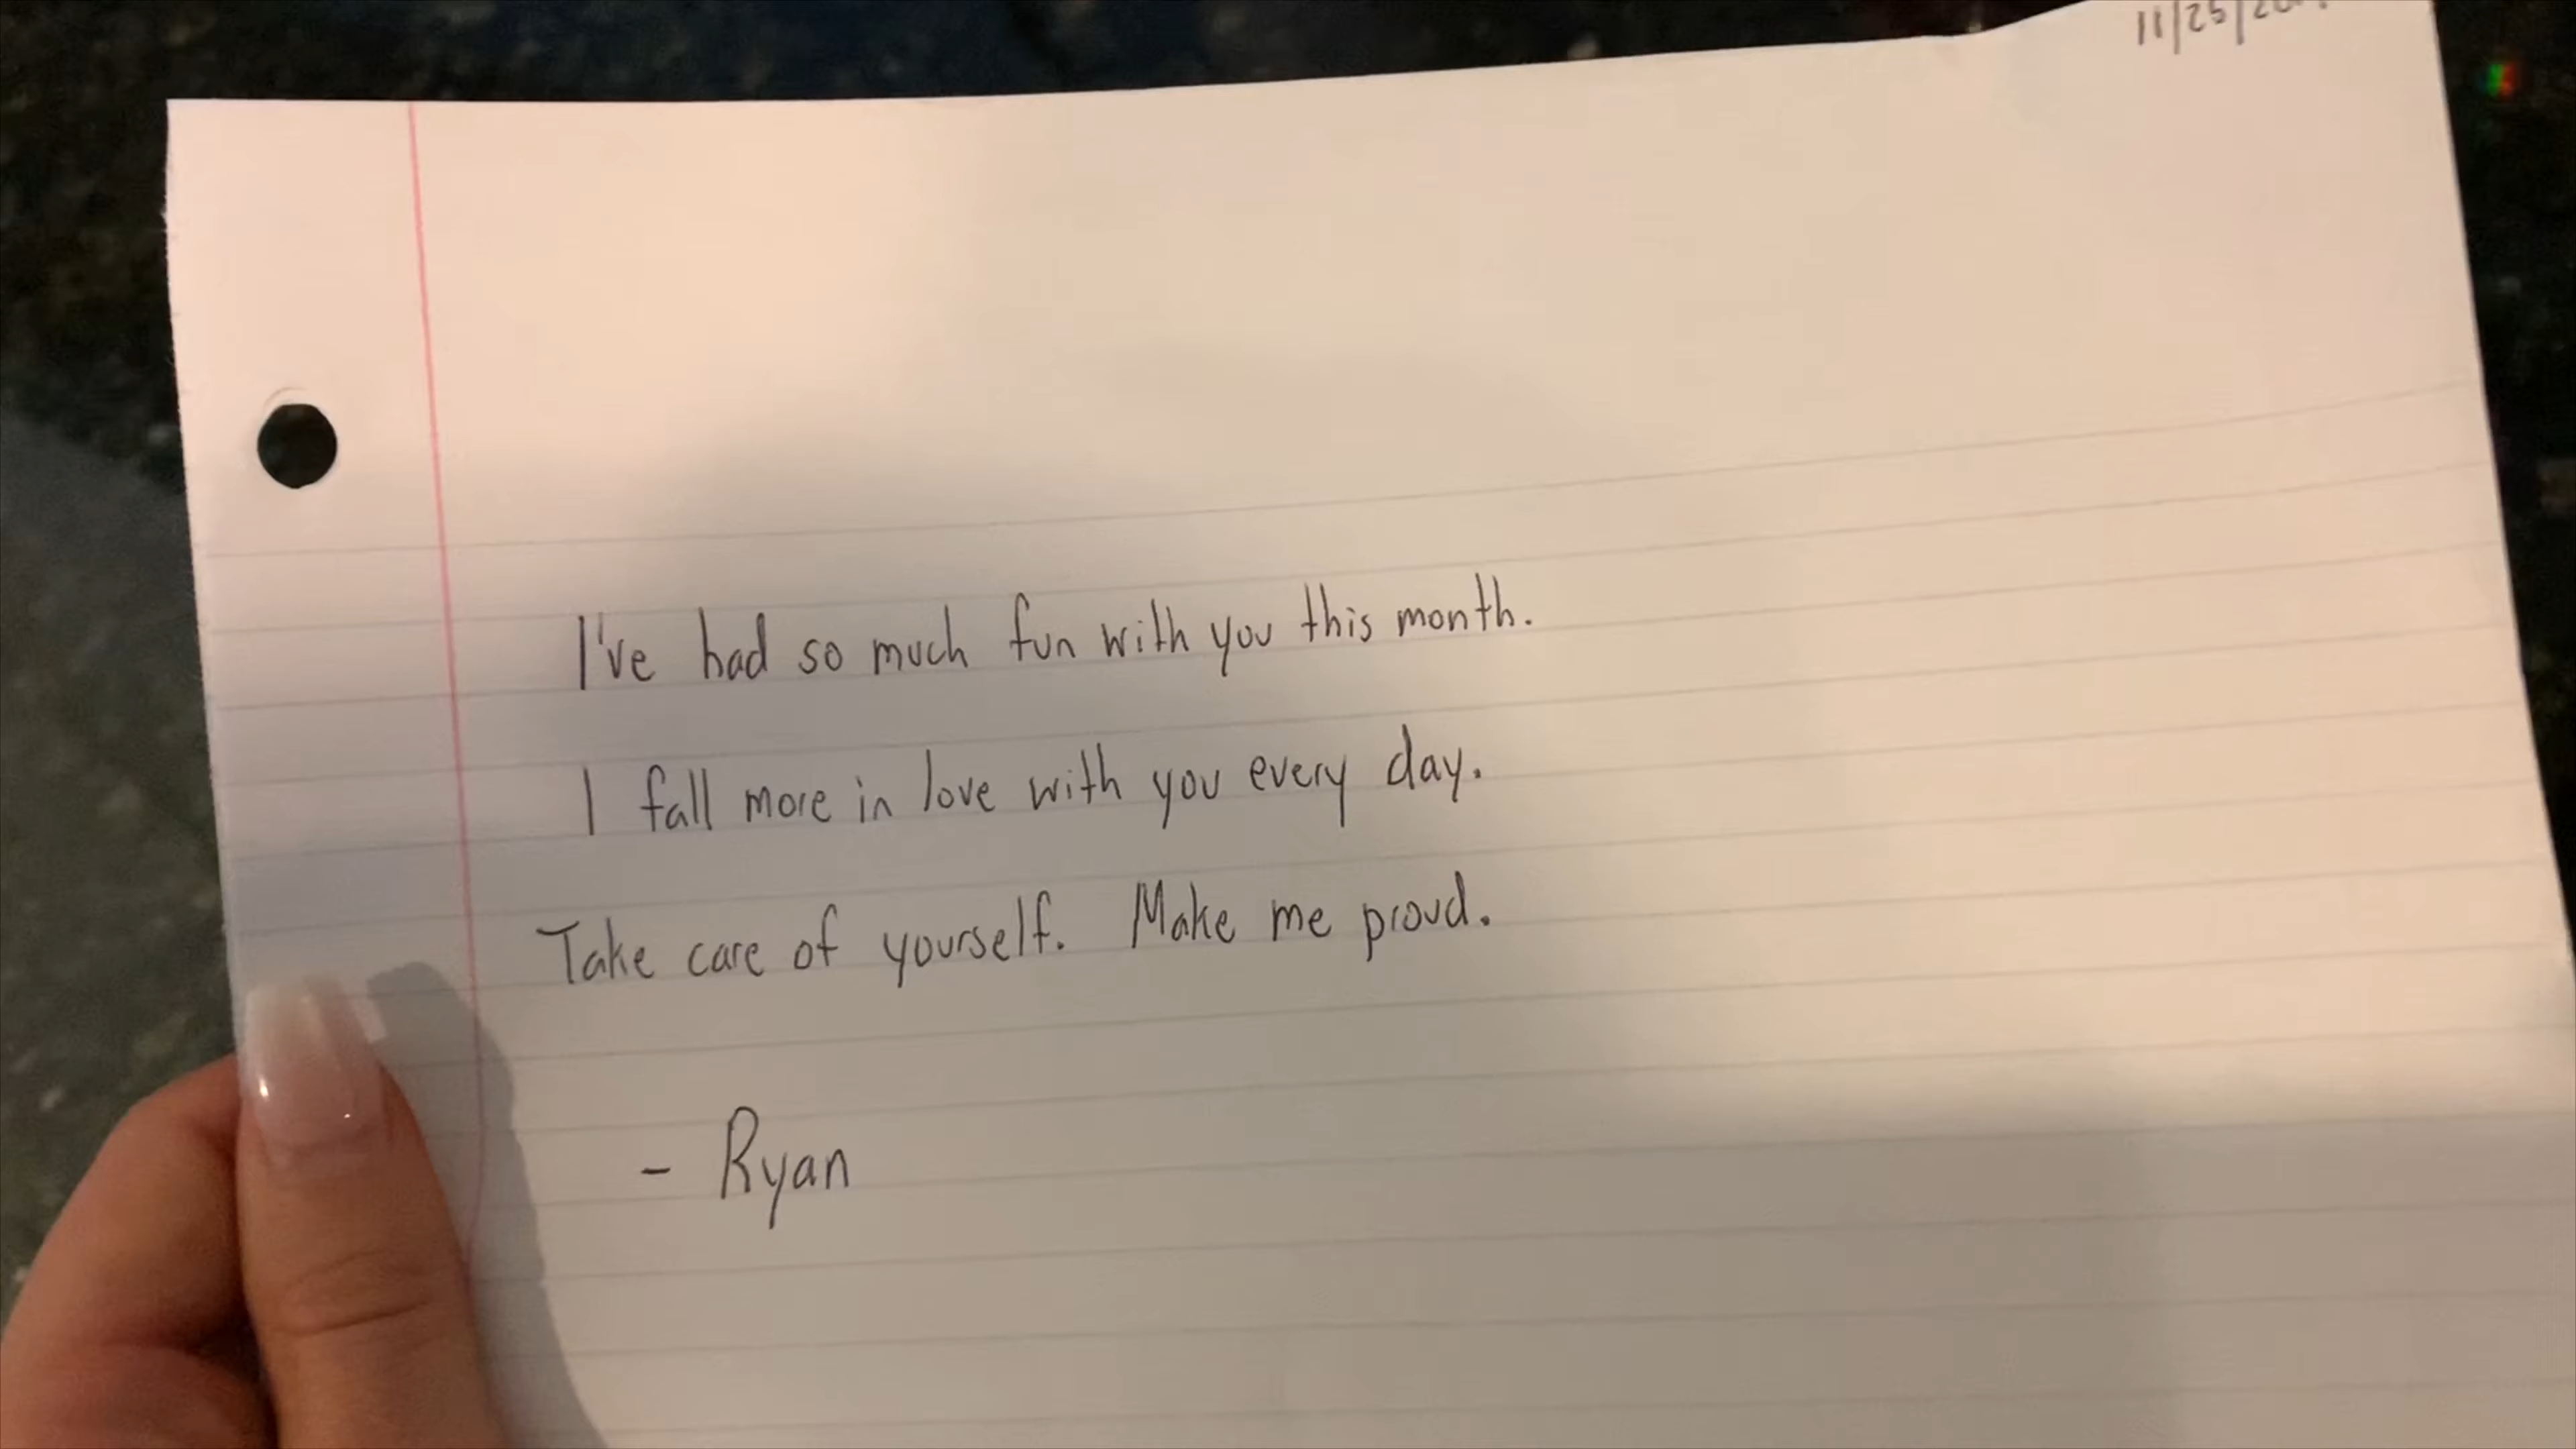 I've had so much fun with you this month.
I fall more in love with you every day.
Take care of yourself. Make me proud.
- Ryan